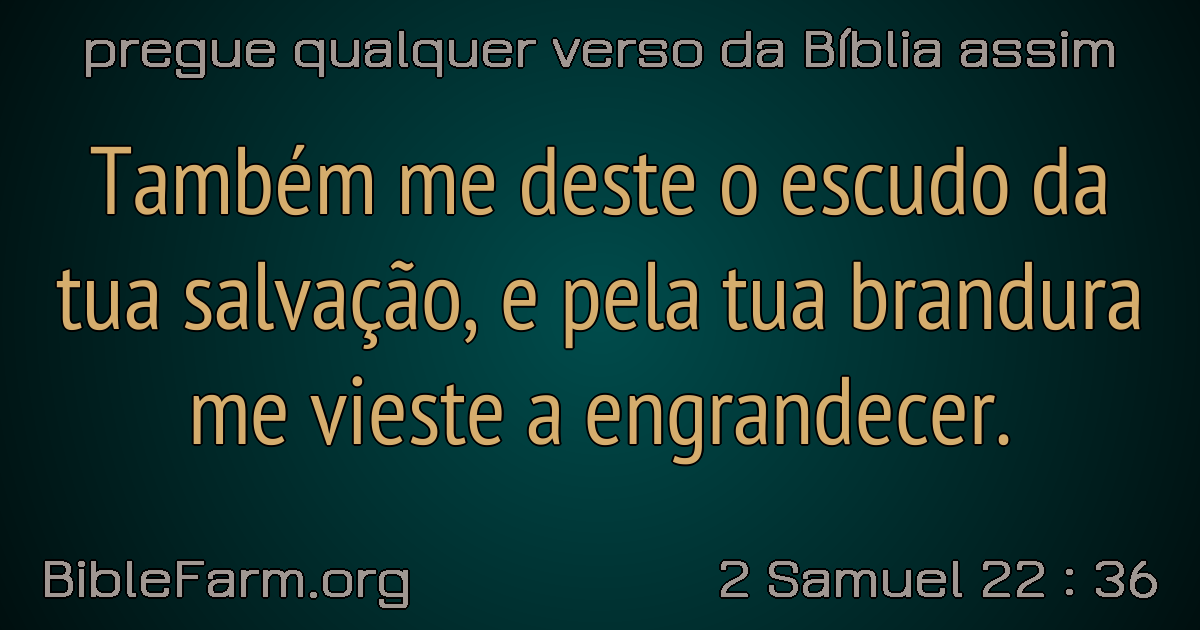 pregue qualquer verso da Bíblia assim
Também me deste o escudo da
tua salvação, e pela tua brandura
me vieste a engrandecer.
BibleFarm.org
2 Samuel 22 : 36